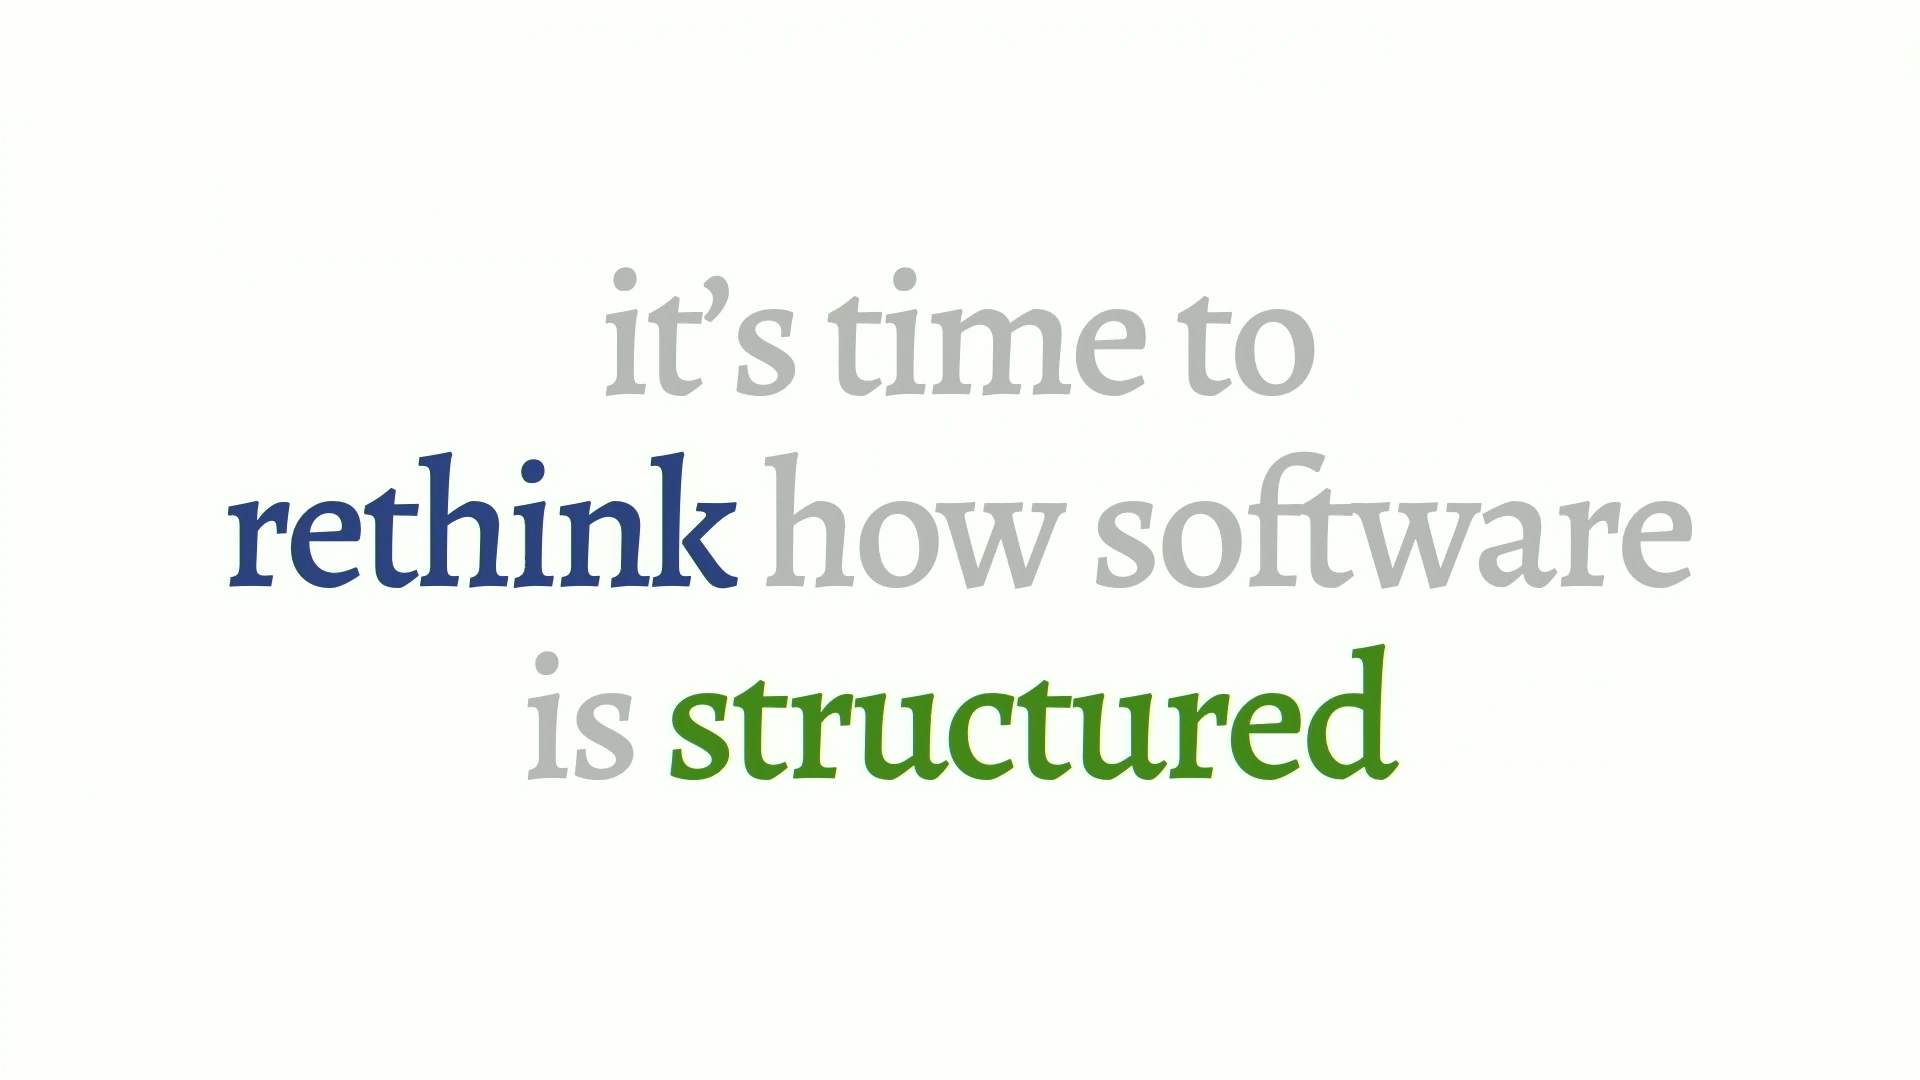 it’s time to
rethink how software
is structured